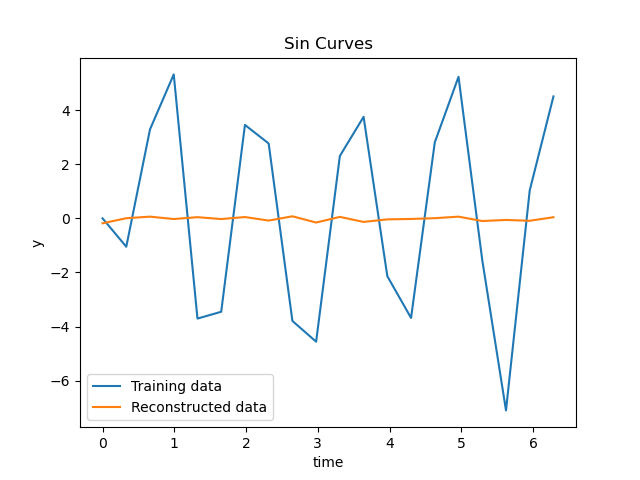 Sin Curves
y
4
2
0
−2
−4
−6
Training data
Reconstructed data
0 1 2 3 4 5 6
time